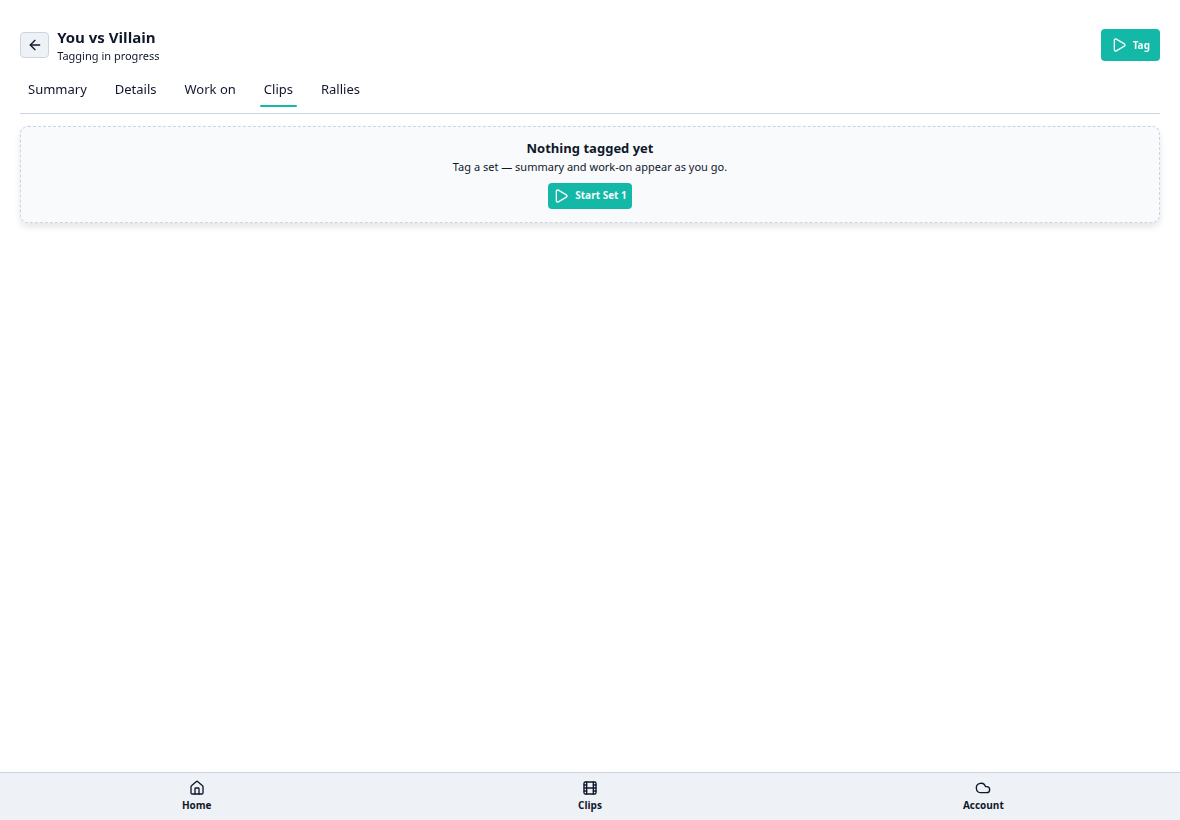 You vs Villain
Tagging in progress
Tag
Summary Details Work on Clips Rallies
Nothing tagged yet
Tag a set — summary and work-on appear as you go.
Start Set 1
Home Clips Account